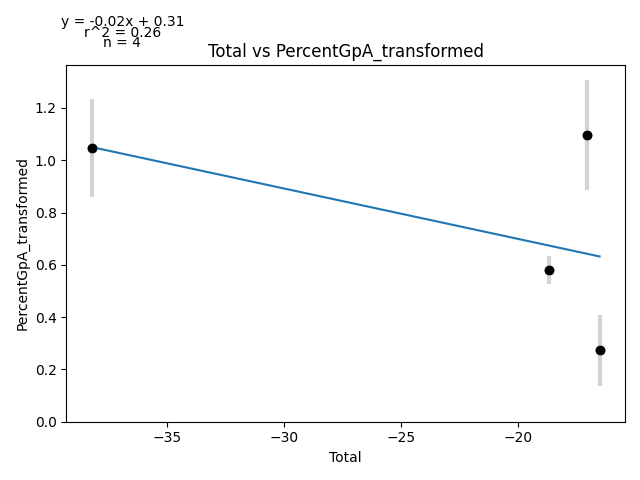 y = -0.02x + 0.31
r^2 = 0.26
n = 4
Total vs PercentGpA_transformed
PercentGpA_transformed
1.2
1.0
0.8
0.6
0.4
0.2
0.0
−35
−30
−25
−20
Total